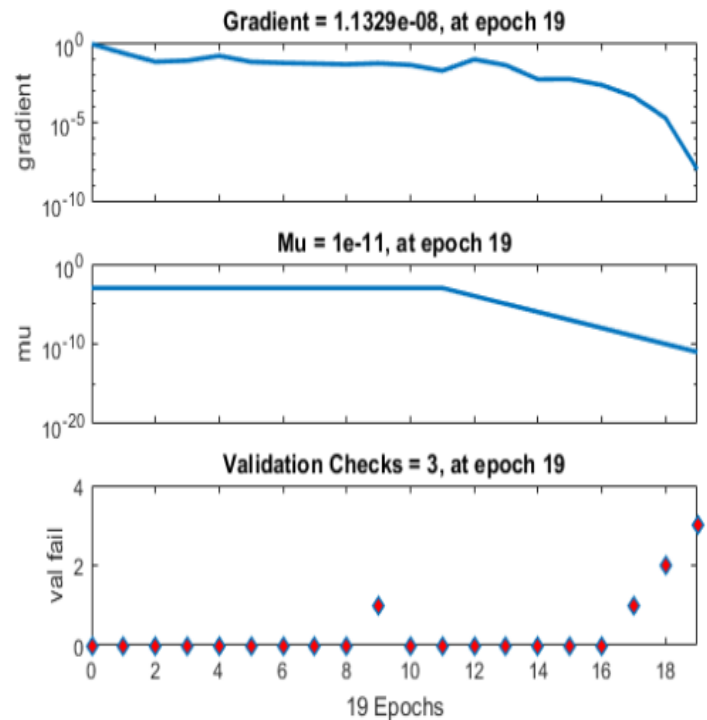 Gradient = 1.1329e-08, at epoch 19
10^0
10^-5
10^-10
gradient
Mu = 1e-11, at epoch 19
10^0
10^-10
10^-20
mu
Validation Checks = 3, at epoch 19
4
2
0
val fail
0 2 4 6 8 10 12 14 16 18
19 Epochs